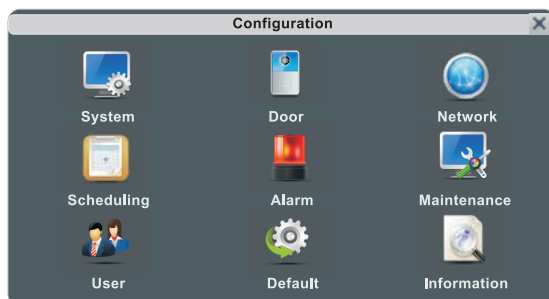 Configuration
System Door Network
Scheduling Alarm Maintenance
User Default Information